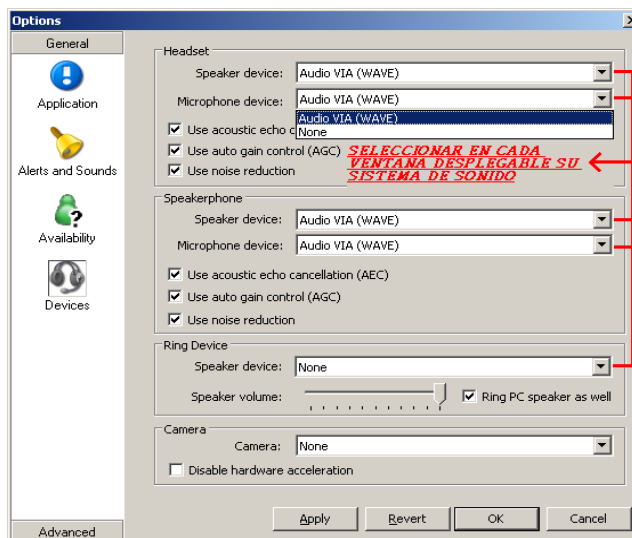 Options
General
Application
Alerts and Sounds
Availability
Devices
Advanced
Headset
Speaker device: Audio VIA (WAVE)
Microphone device: Audio VIA (WAVE)
Audio VIA (WAVE)
None
Use acoustic echo c
Use auto gain control (AGC)
Use noise reduction
SELECCIONAR EN CADA
VENTANA DESPLEGABLE SU
SISTEMA DE SONIDO
Speakerphone
Speaker device: Audio VIA (WAVE)
Microphone device: Audio VIA (WAVE)
Use acoustic echo cancellation (AEC)
Use auto gain control (AGC)
Use noise reduction
Ring Device
Speaker device: None
Speaker volume: Ring PC speaker as well
Camera
Camera: None
Disable hardware acceleration
Apply Revert OK Cancel